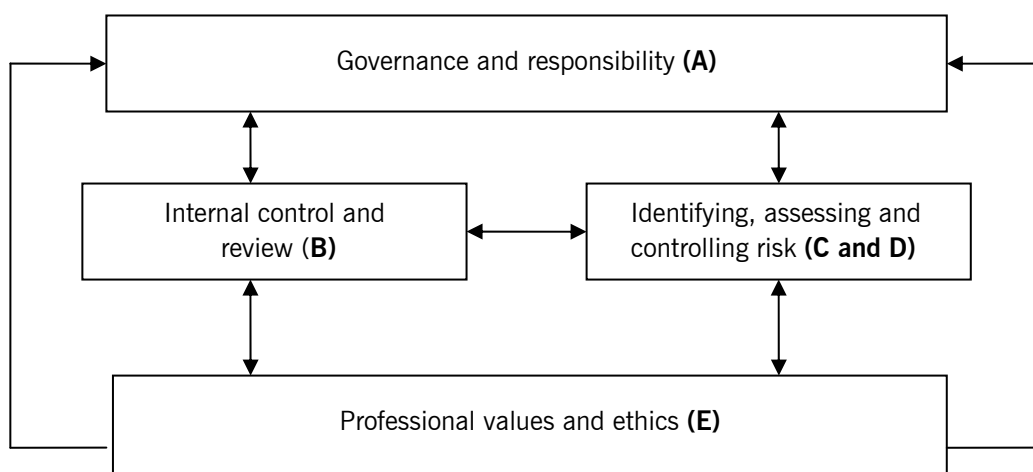 Governance and responsibility (A)
Internal control and
review (B)
Identifying, assessing and
controlling risk (C and D)
Professional values and ethics (E)